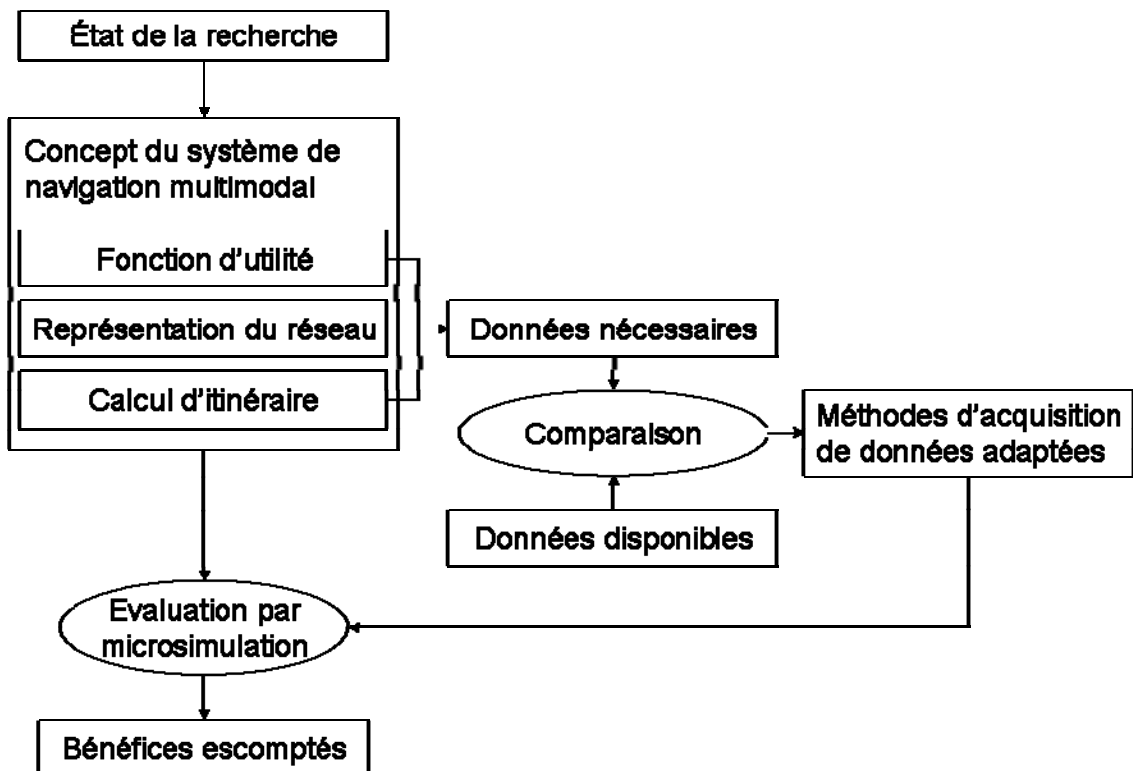 État de la recherche
Concept du système de
navigation multimodal
Fonction d'utilité
Représentation du réseau
Calcul d'itinéraire
Données nécessaires
Comparaison
Méthodes d'acquisition
de données adaptées
Données disponibles
Evaluation par
microsimulation
Bénéfices escomptés